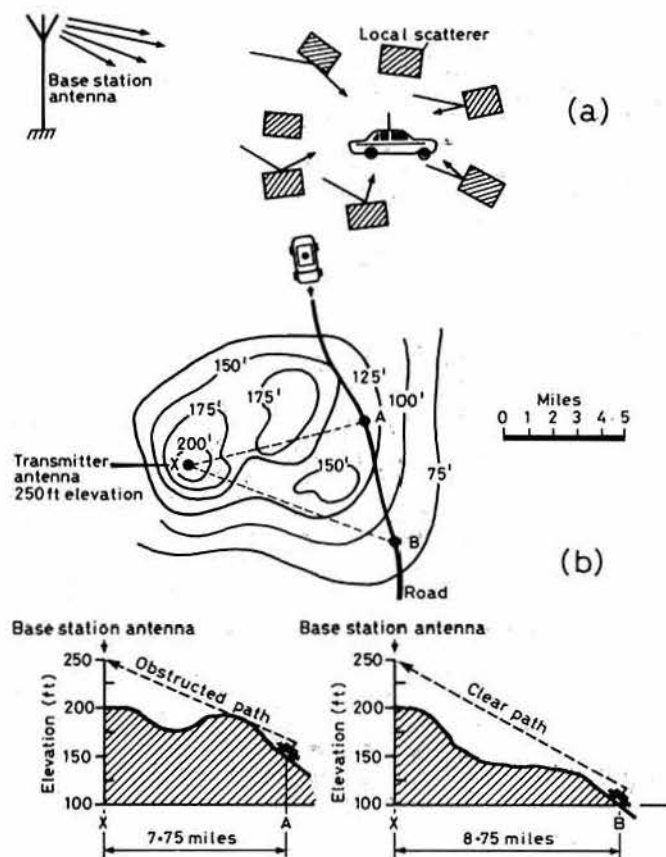 Local scatterer
Base station
antenna
(a)
150'
125'
100'
175'
175'
200'
X
A
150'
75'
B
Transmitter
antenna
250ft elevation
Road
Miles
0 1 2 3 4 5
(b)
Base station antenna
250
200
150
100
Elevation (ft)
Obstructed path
X
A
7·75 miles
Base station antenna
250
200
150
100
Elevation (ft)
Clear path
X
B
8·75 miles